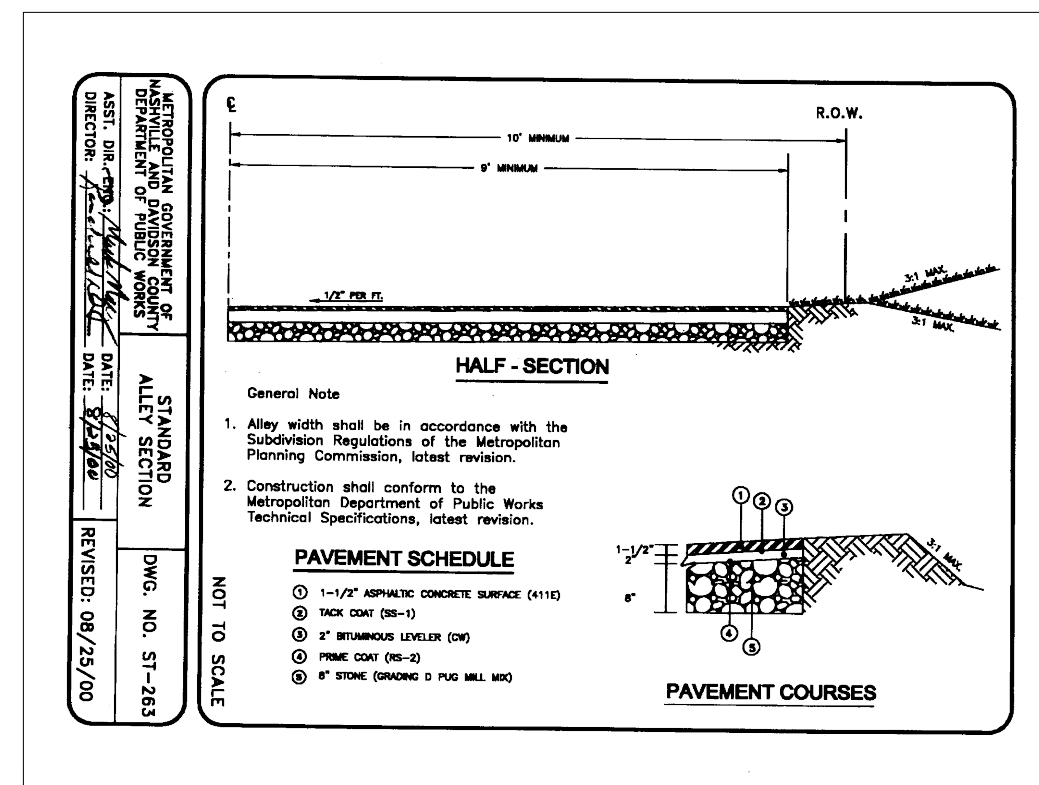 METROPOLITAN GOVERNMENT OF
NASHVILLE AND DAVIDSON COUNTY
DEPARTMENT OF PUBLIC WORKS
ASST. DIR. ENG.:
DATE: 8/25/00
DIRECTOR:
DATE: 8/25/00
STANDARD
ALLEY SECTION
DWG. NO. ST-263
REVISED: 08/25/00
℄
R.O.W.
10' MINIMUM
9' MINIMUM
1/2" PER FT.
3:1 MAX.
3:1 MAX.
HALF - SECTION
General Note
1. Alley width shall be in accordance with the
Subdivision Regulations of the Metropolitan
Planning Commission, latest revision.
2. Construction shall conform to the
Metropolitan Department of Public Works
Technical Specifications, latest revision.
PAVEMENT SCHEDULE
1 1-1/2" ASPHALTIC CONCRETE SURFACE (411E)
2 TACK COAT (SS-1)
3 2" BITUMINOUS LEVELER (CW)
4 PRIME COAT (RS-2)
5 8" STONE (GRADING D PUG MILL MIX)
NOT TO SCALE
1 2 3
1-1/2"
2"
8"
3:1 MAX.
4
5
PAVEMENT COURSES